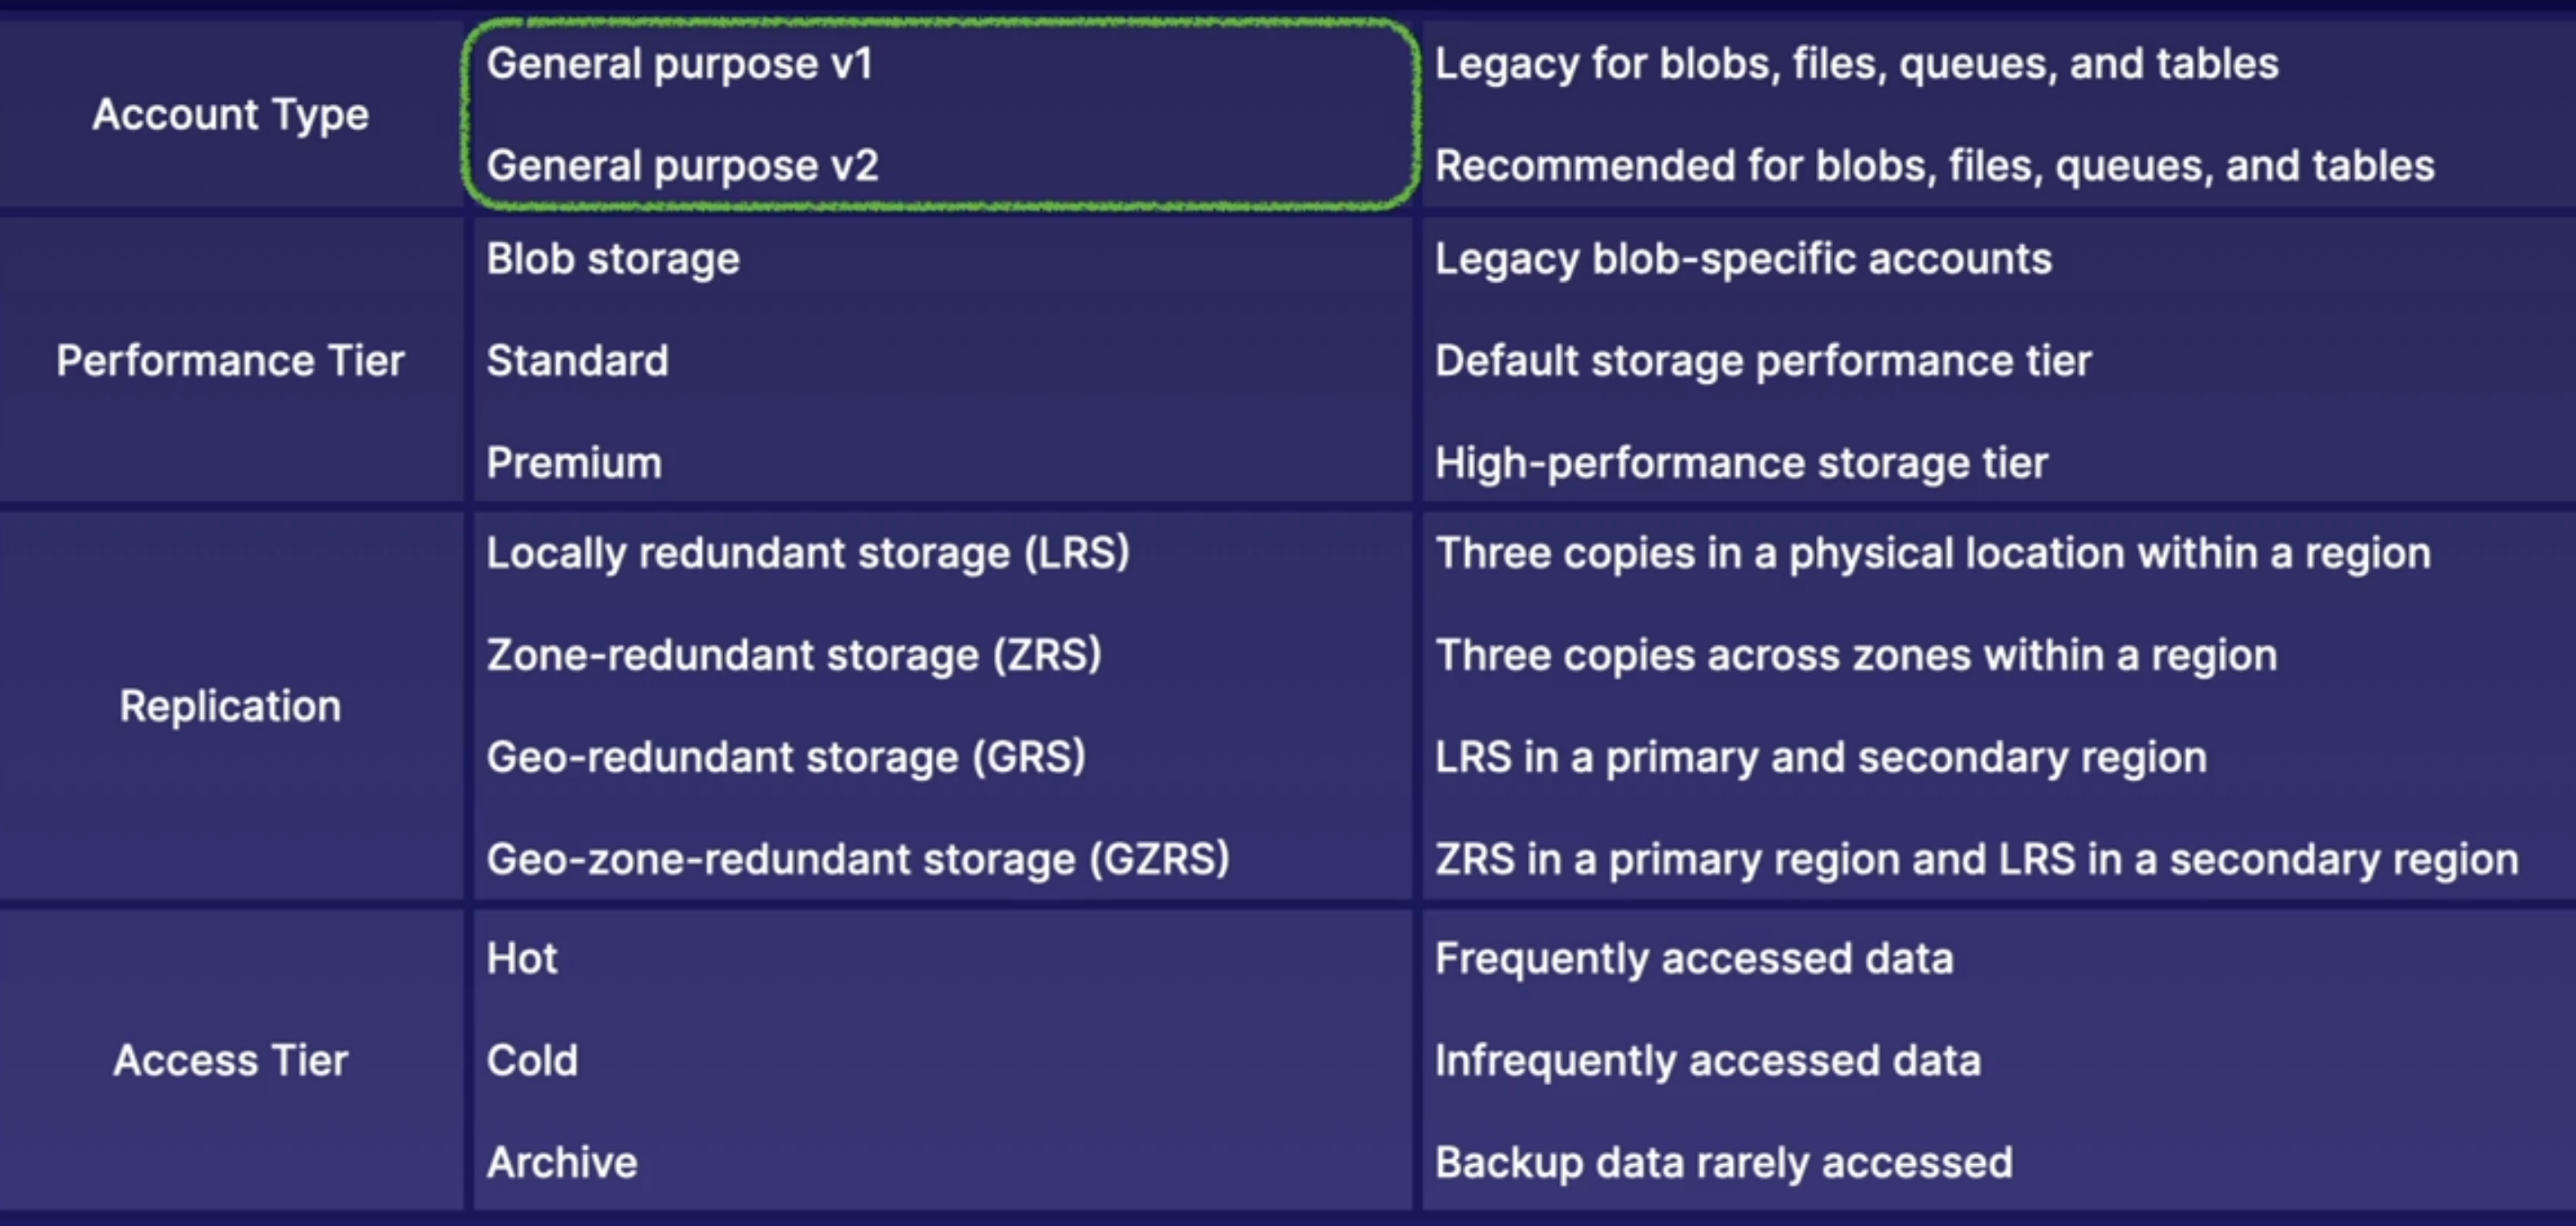 Account Type
General purpose v1
Legacy for blobs, files, queues, and tables
General purpose v2
Recommended for blobs, files, queues, and tables
Performance Tier
Blob storage
Legacy blob-specific accounts
Standard
Default storage performance tier
Premium
High-performance storage tier
Replication
Locally redundant storage (LRS)
Three copies in a physical location within a region
Zone-redundant storage (ZRS)
Three copies across zones within a region
Geo-redundant storage (GRS)
LRS in a primary and secondary region
Geo-zone-redundant storage (GZRS)
ZRS in a primary region and LRS in a secondary region
Access Tier
Hot
Frequently accessed data
Cold
Infrequently accessed data
Archive
Backup data rarely accessed